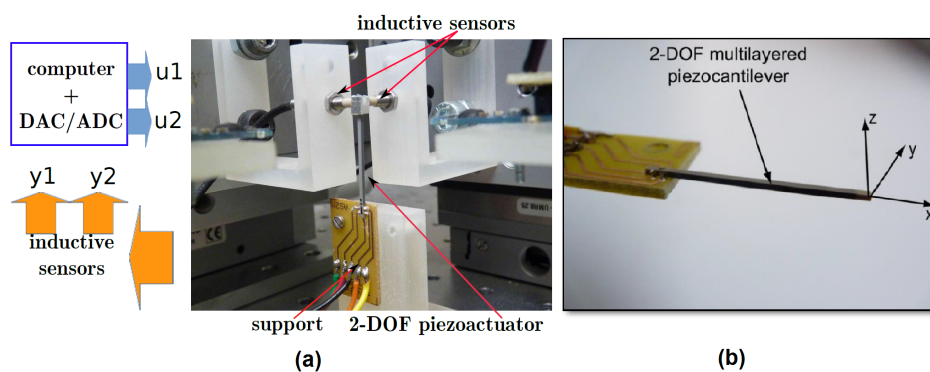 inductive sensors
computer
+
DAC/ADC
u1
u2
y1 y2
inductive
sensors
support
2-DOF piezoactuator
(a)
2-DOF multilayered
piezocantilever
z
y
x
(b)